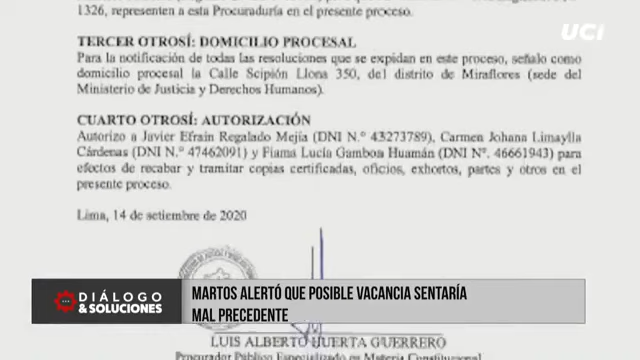 1326, representen a esta Procuraduría en el presente proceso.
UCI
TERCER OTROSÍ: DOMICILIO PROCESAL
Para la notificación de todas las resoluciones que se expidan en este proceso, señalo como
domicilio procesal la Calle Scipión Llona 350, del distrito de Miraflores (sede del
Ministerio de Justicia y Derechos Humanos).
CUARTO OTROSÍ: AUTORIZACIÓN
Autorizo a Javier Efraín Regalado Mejía (DNI N.° 43273789), Carmen Johana Limaylla
Cárdenas (DNI N.° 47462091) y Fiama Lucía Gamboa Huamán (DNI N°. 46661943) para
efectos de recabar y tramitar copias certificadas, oficios, exhortos, partes y otros en el
presente proceso.
Lima, 14 de setiembre de 2020
DIÁLOGO
& SOLUCIONES
MARTOS ALERTÓ QUE POSIBLE VACANCIA SENTARÍA
MAL PRECEDENTE
LUIS ALBERTO HUERTA GUERRERO
Procurador Público Especializado en Materia Constitucional